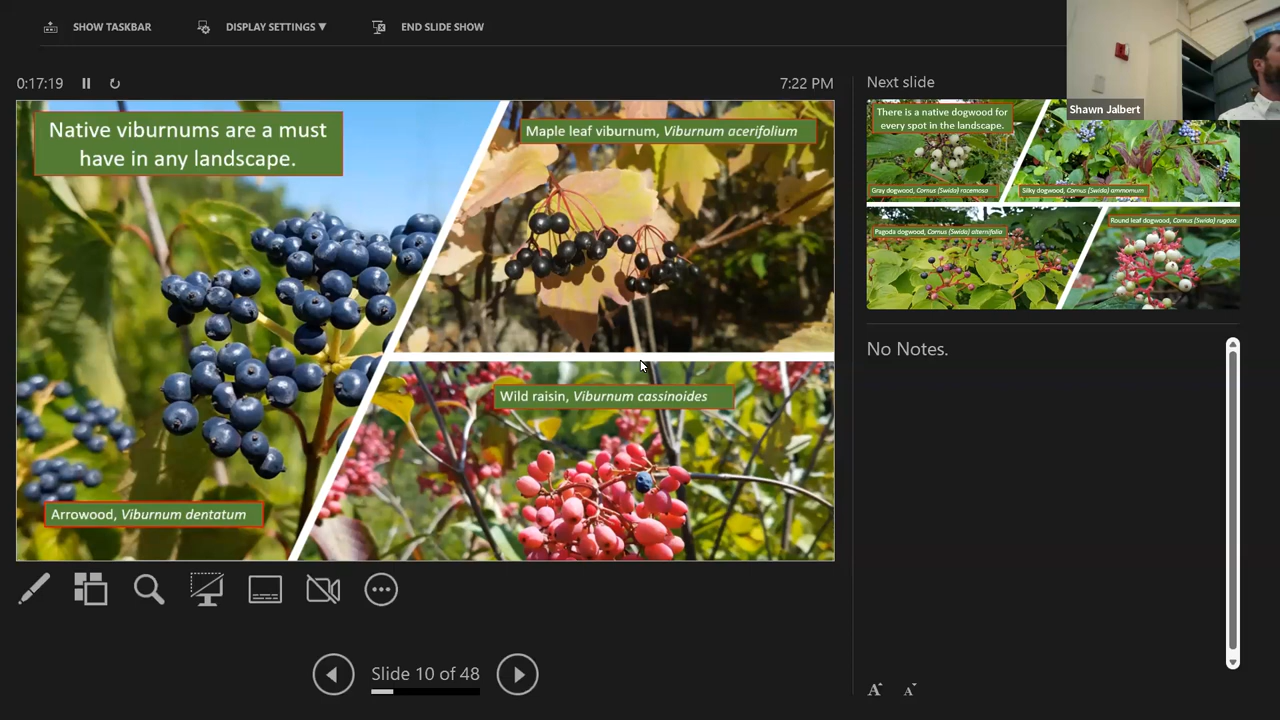 SHOW TASKBAR
DISPLAY SETTINGS ▼
END SLIDE SHOW
0:17:19
7:22 PM
Native viburnums are a must
have in any landscape.
Maple leaf viburnum, Viburnum acerifolium
Wild raisin, Viburnum cassinoides
Arrowood, Viburnum dentatum
Slide 10 of 48
Next slide
Shawn Jalbert
There is a native dogwood for
every spot in the landscape.
Gray dogwood, Cornus (Swida) racemosa
Silky dogwood, Cornus (Swida) ammomum
Pagoda dogwood, Cornus (Swida) alternifolia
Round leaf dogwood, Cornus (Swida) rugosa
No Notes.
A A